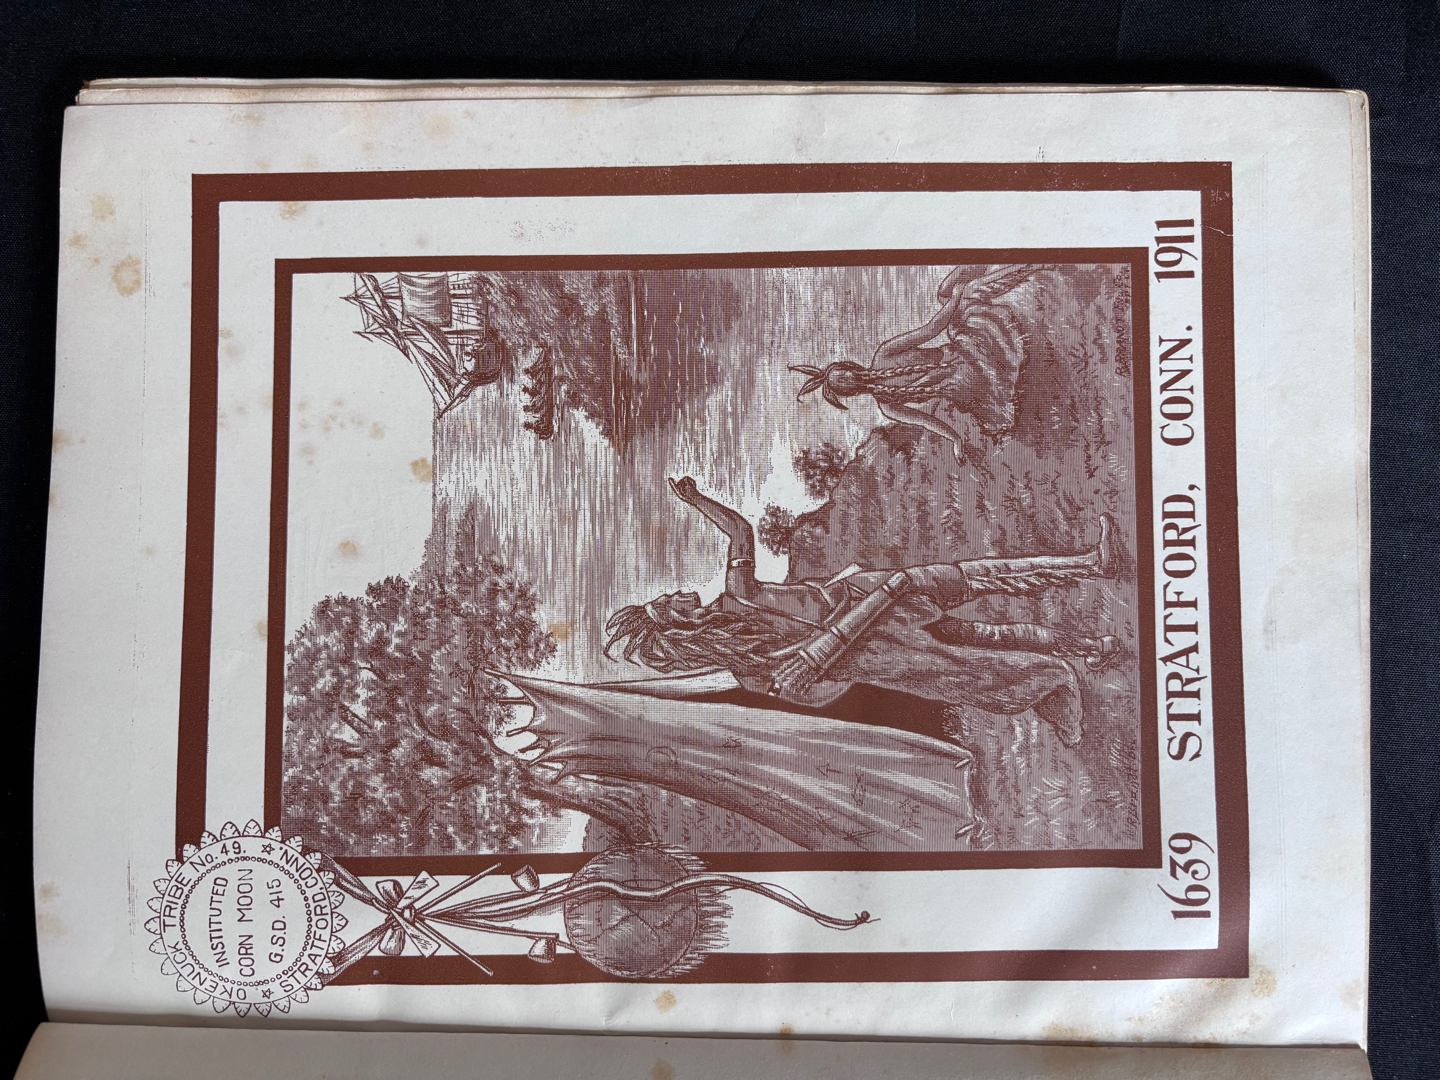 OKENUCK TRIBE No. 49.
STRATFORD CONN.
INSTITUTED
CORN MOON
G.S.D. 415
1639 STRATFORD, CONN. 1911